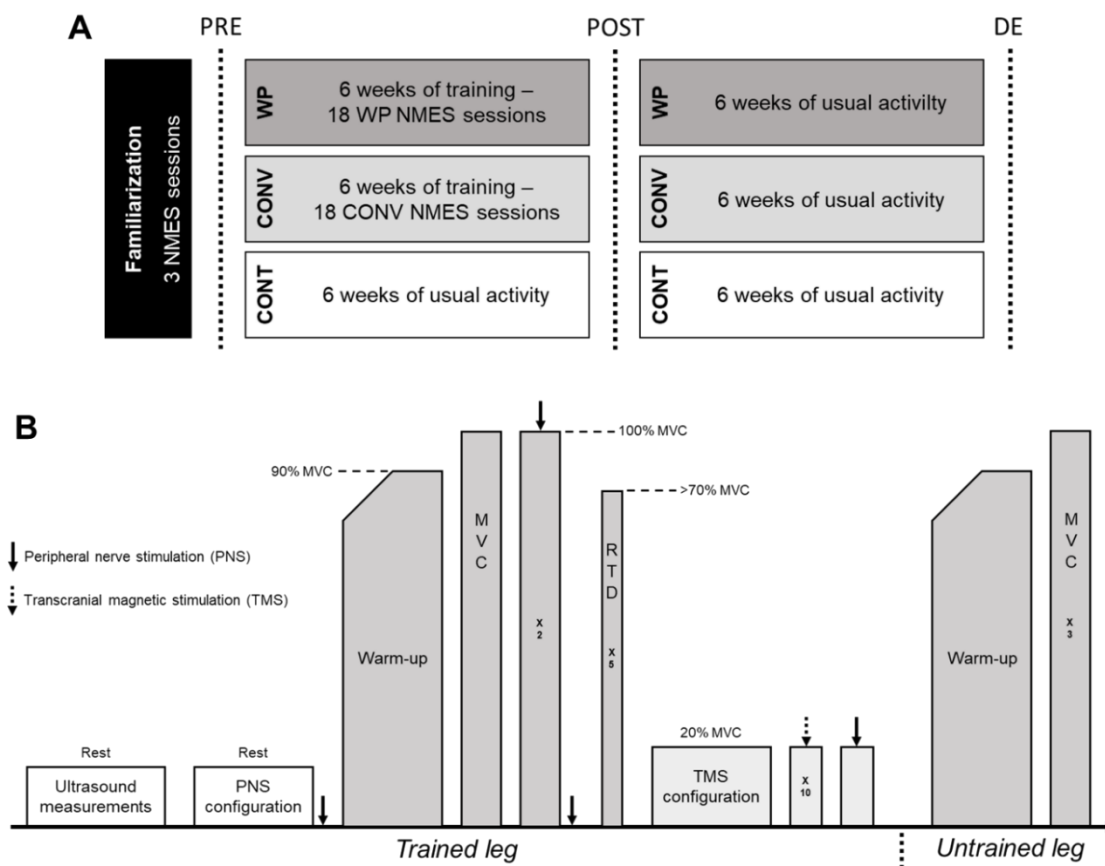 A
PRE
POST
DE
Familiarization
3 NMES sessions
WP
6 weeks of training –
18 WP NMES sessions
WP
6 weeks of usual activilty
CONV
6 weeks of training –
18 CONV NMES sessions
CONV
6 weeks of usual activity
CONT
6 weeks of usual activity
CONT
6 weeks of usual activity
B
90% MVC
100% MVC
>70% MVC
Peripheral nerve stimulation (PNS)
Transcranial magnetic stimulation (TMS)
Rest
Ultrasound
measurements
Rest
PNS
configuration
Warm-up
MVC
x
2
RTD
x
5
20% MVC
TMS
configuration
x
10
Warm-up
MVC
x
3
Trained leg
Untrained leg